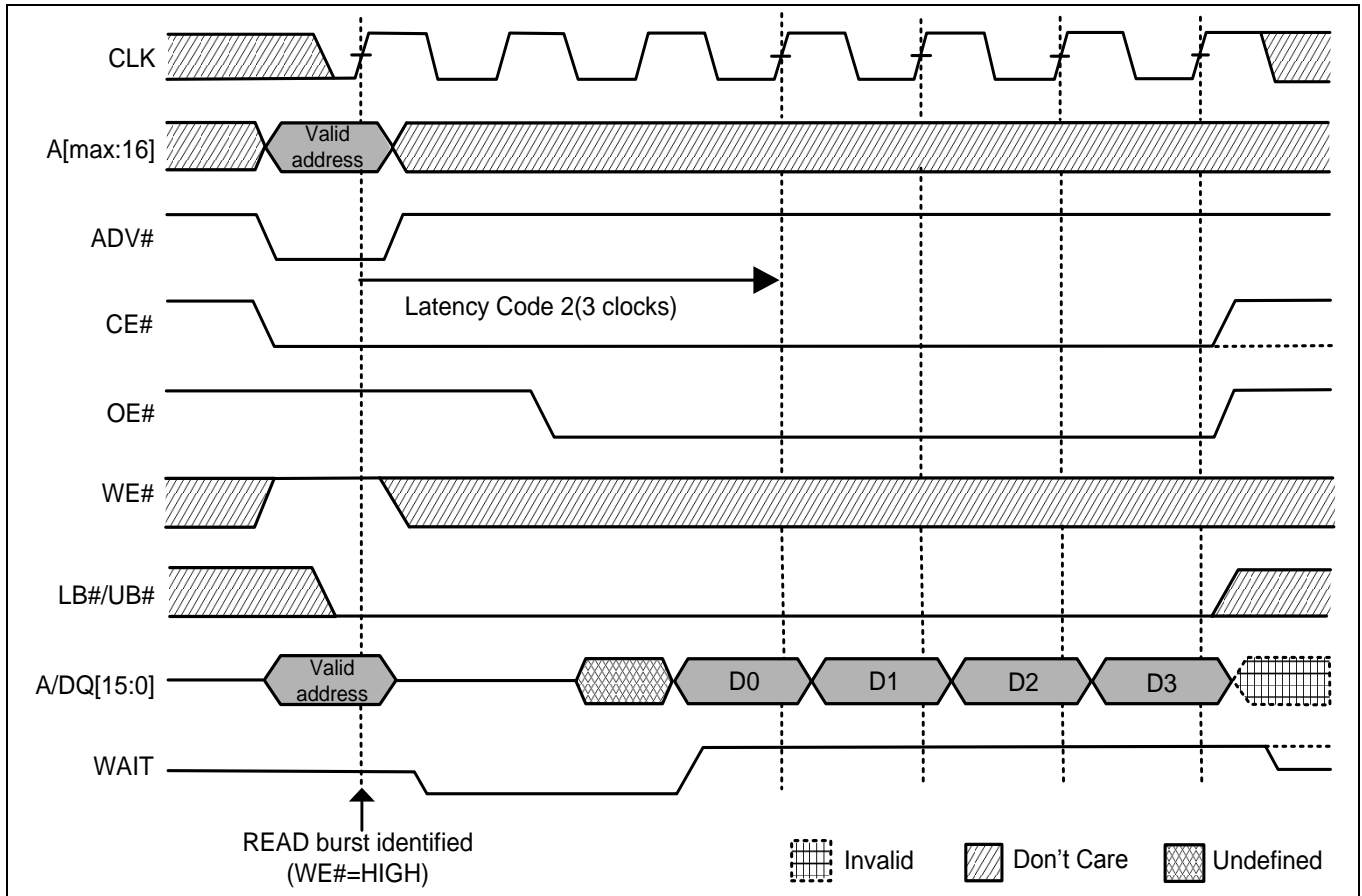 CLK
A[max:16]
Valid
address
ADV#
Latency Code 2(3 clocks)
CE#
OE#
WE#
LB#/UB#
A/DQ[15:0]
Valid
address
D0
D1
D2
D3
WAIT
READ burst identified
(WE#=HIGH)
Invalid
Don't Care
Undefined